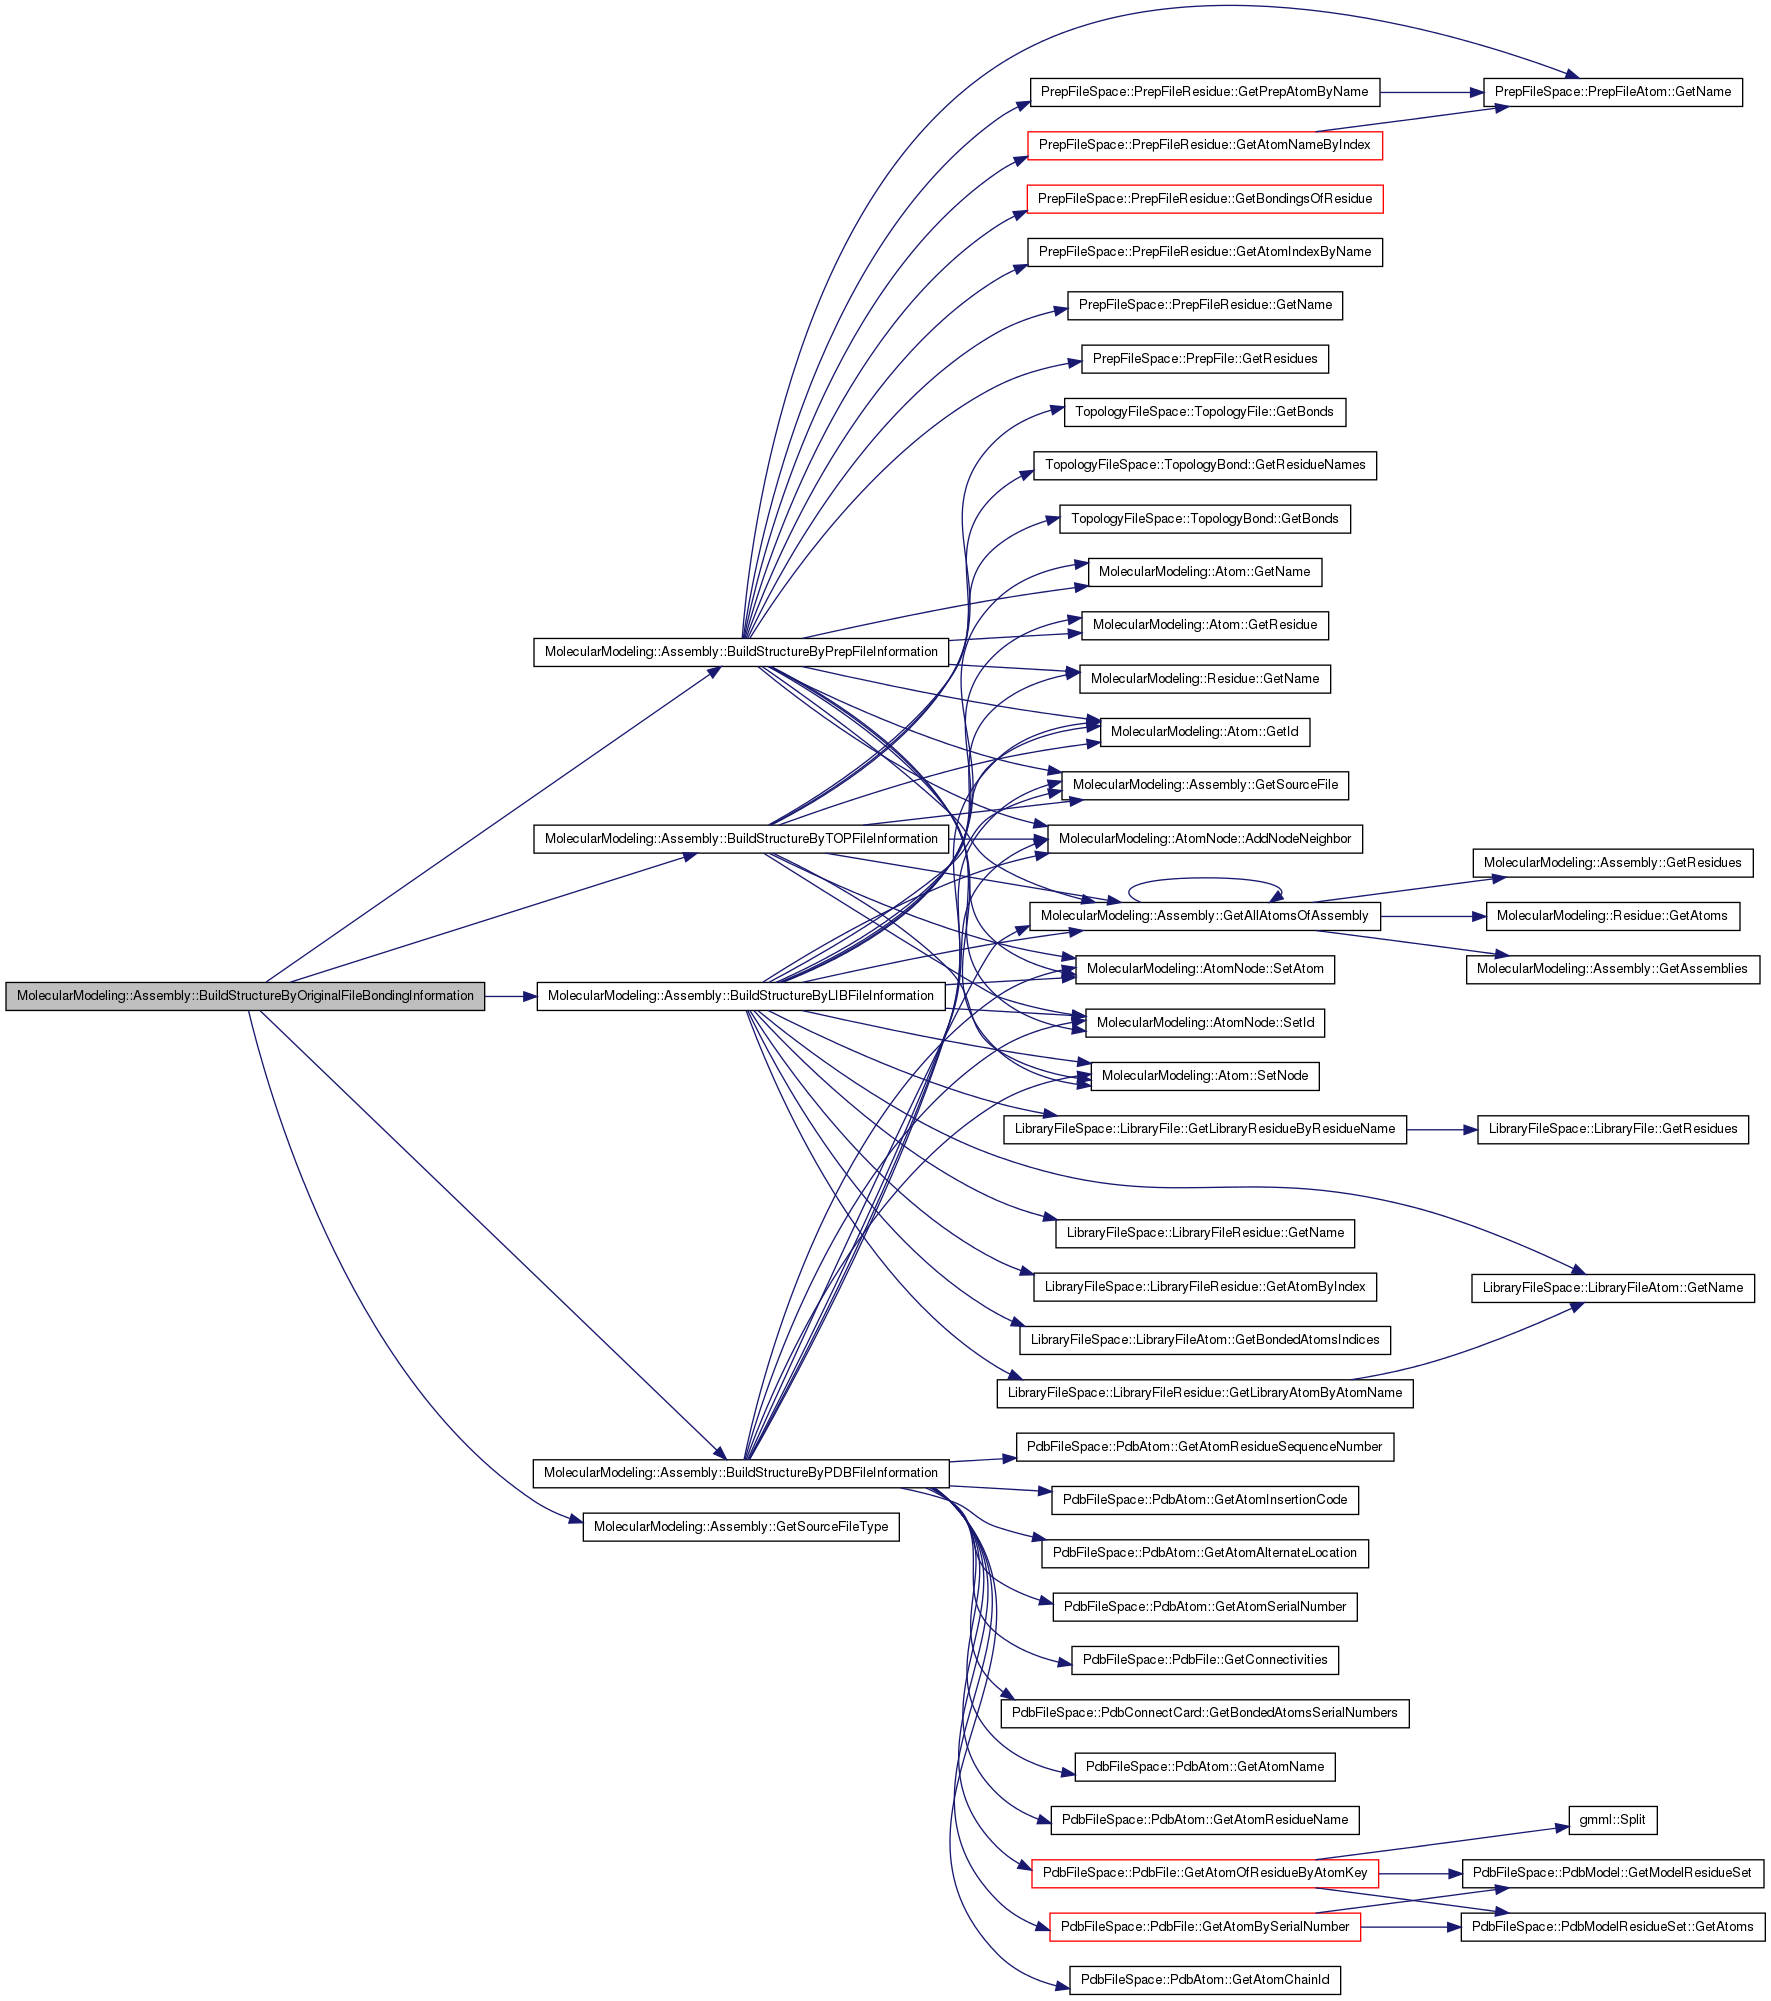 PrepFileSpace::PrepFileResidue::GetPrepAtomByName
PrepFileSpace::PrepFileAtom::GetName
PrepFileSpace::PrepFileResidue::GetAtomNameByIndex
PrepFileSpace::PrepFileResidue::GetBondingsOfResidue
PrepFileSpace::PrepFileResidue::GetAtomIndexByName
PrepFileSpace::PrepFileResidue::GetName
PrepFileSpace::PrepFile::GetResidues
TopologyFileSpace::TopologyFile::GetBonds
TopologyFileSpace::TopologyBond::GetResidueNames
TopologyFileSpace::TopologyBond::GetBonds
MolecularModeling::Atom::GetName
MolecularModeling::Atom::GetResidue
MolecularModeling::Assembly::BuildStructureByPrepFileInformation
MolecularModeling::Residue::GetName
MolecularModeling::Atom::GetId
MolecularModeling::Assembly::GetSourceFile
MolecularModeling::Assembly::BuildStructureByTOPFileInformation
MolecularModeling::AtomNode::AddNodeNeighbor
MolecularModeling::Assembly::GetResidues
MolecularModeling::Assembly::GetAllAtomsOfAssembly
MolecularModeling::Residue::GetAtoms
MolecularModeling::AtomNode::SetAtom
MolecularModeling::Assembly::GetAssemblies
MolecularModeling::Assembly::BuildStructureByOriginalFileBondingInformation
MolecularModeling::Assembly::BuildStructureByLIBFileInformation
MolecularModeling::AtomNode::SetId
MolecularModeling::Atom::SetNode
LibraryFileSpace::LibraryFile::GetLibraryResidueByResidueName
LibraryFileSpace::LibraryFile::GetResidues
LibraryFileSpace::LibraryFileResidue::GetName
LibraryFileSpace::LibraryFileResidue::GetAtomByIndex
LibraryFileSpace::LibraryFileAtom::GetName
LibraryFileSpace::LibraryFileAtom::GetBondedAtomsIndices
LibraryFileSpace::LibraryFileResidue::GetLibraryAtomByAtomName
PdbFileSpace::PdbAtom::GetAtomResidueSequenceNumber
MolecularModeling::Assembly::BuildStructureByPDBFileInformation
PdbFileSpace::PdbAtom::GetAtomInsertionCode
MolecularModeling::Assembly::GetSourceFileType
PdbFileSpace::PdbAtom::GetAtomAlternateLocation
PdbFileSpace::PdbAtom::GetAtomSerialNumber
PdbFileSpace::PdbFile::GetConnectivities
PdbFileSpace::PdbConnectCard::GetBondedAtomsSerialNumbers
PdbFileSpace::PdbAtom::GetAtomName
PdbFileSpace::PdbAtom::GetAtomResidueName
gmml::Split
PdbFileSpace::PdbFile::GetAtomOfResidueByAtomKey
PdbFileSpace::PdbModel::GetModelResidueSet
PdbFileSpace::PdbFile::GetAtomBySerialNumber
PdbFileSpace::PdbModelResidueSet::GetAtoms
PdbFileSpace::PdbAtom::GetAtomChainId